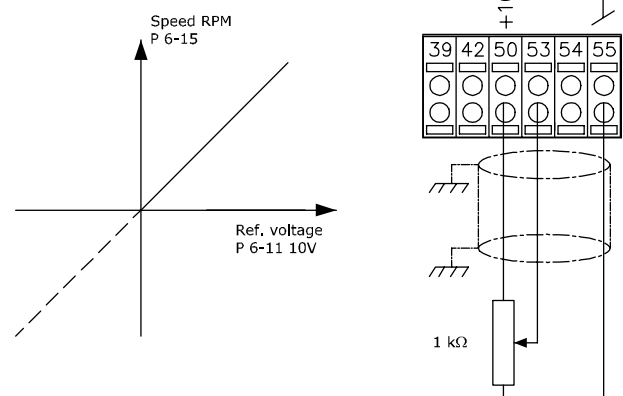 Speed RPM
P 6-15
Ref. voltage
P 6-11 10V
39 42 50 53 54 55
1 kΩ